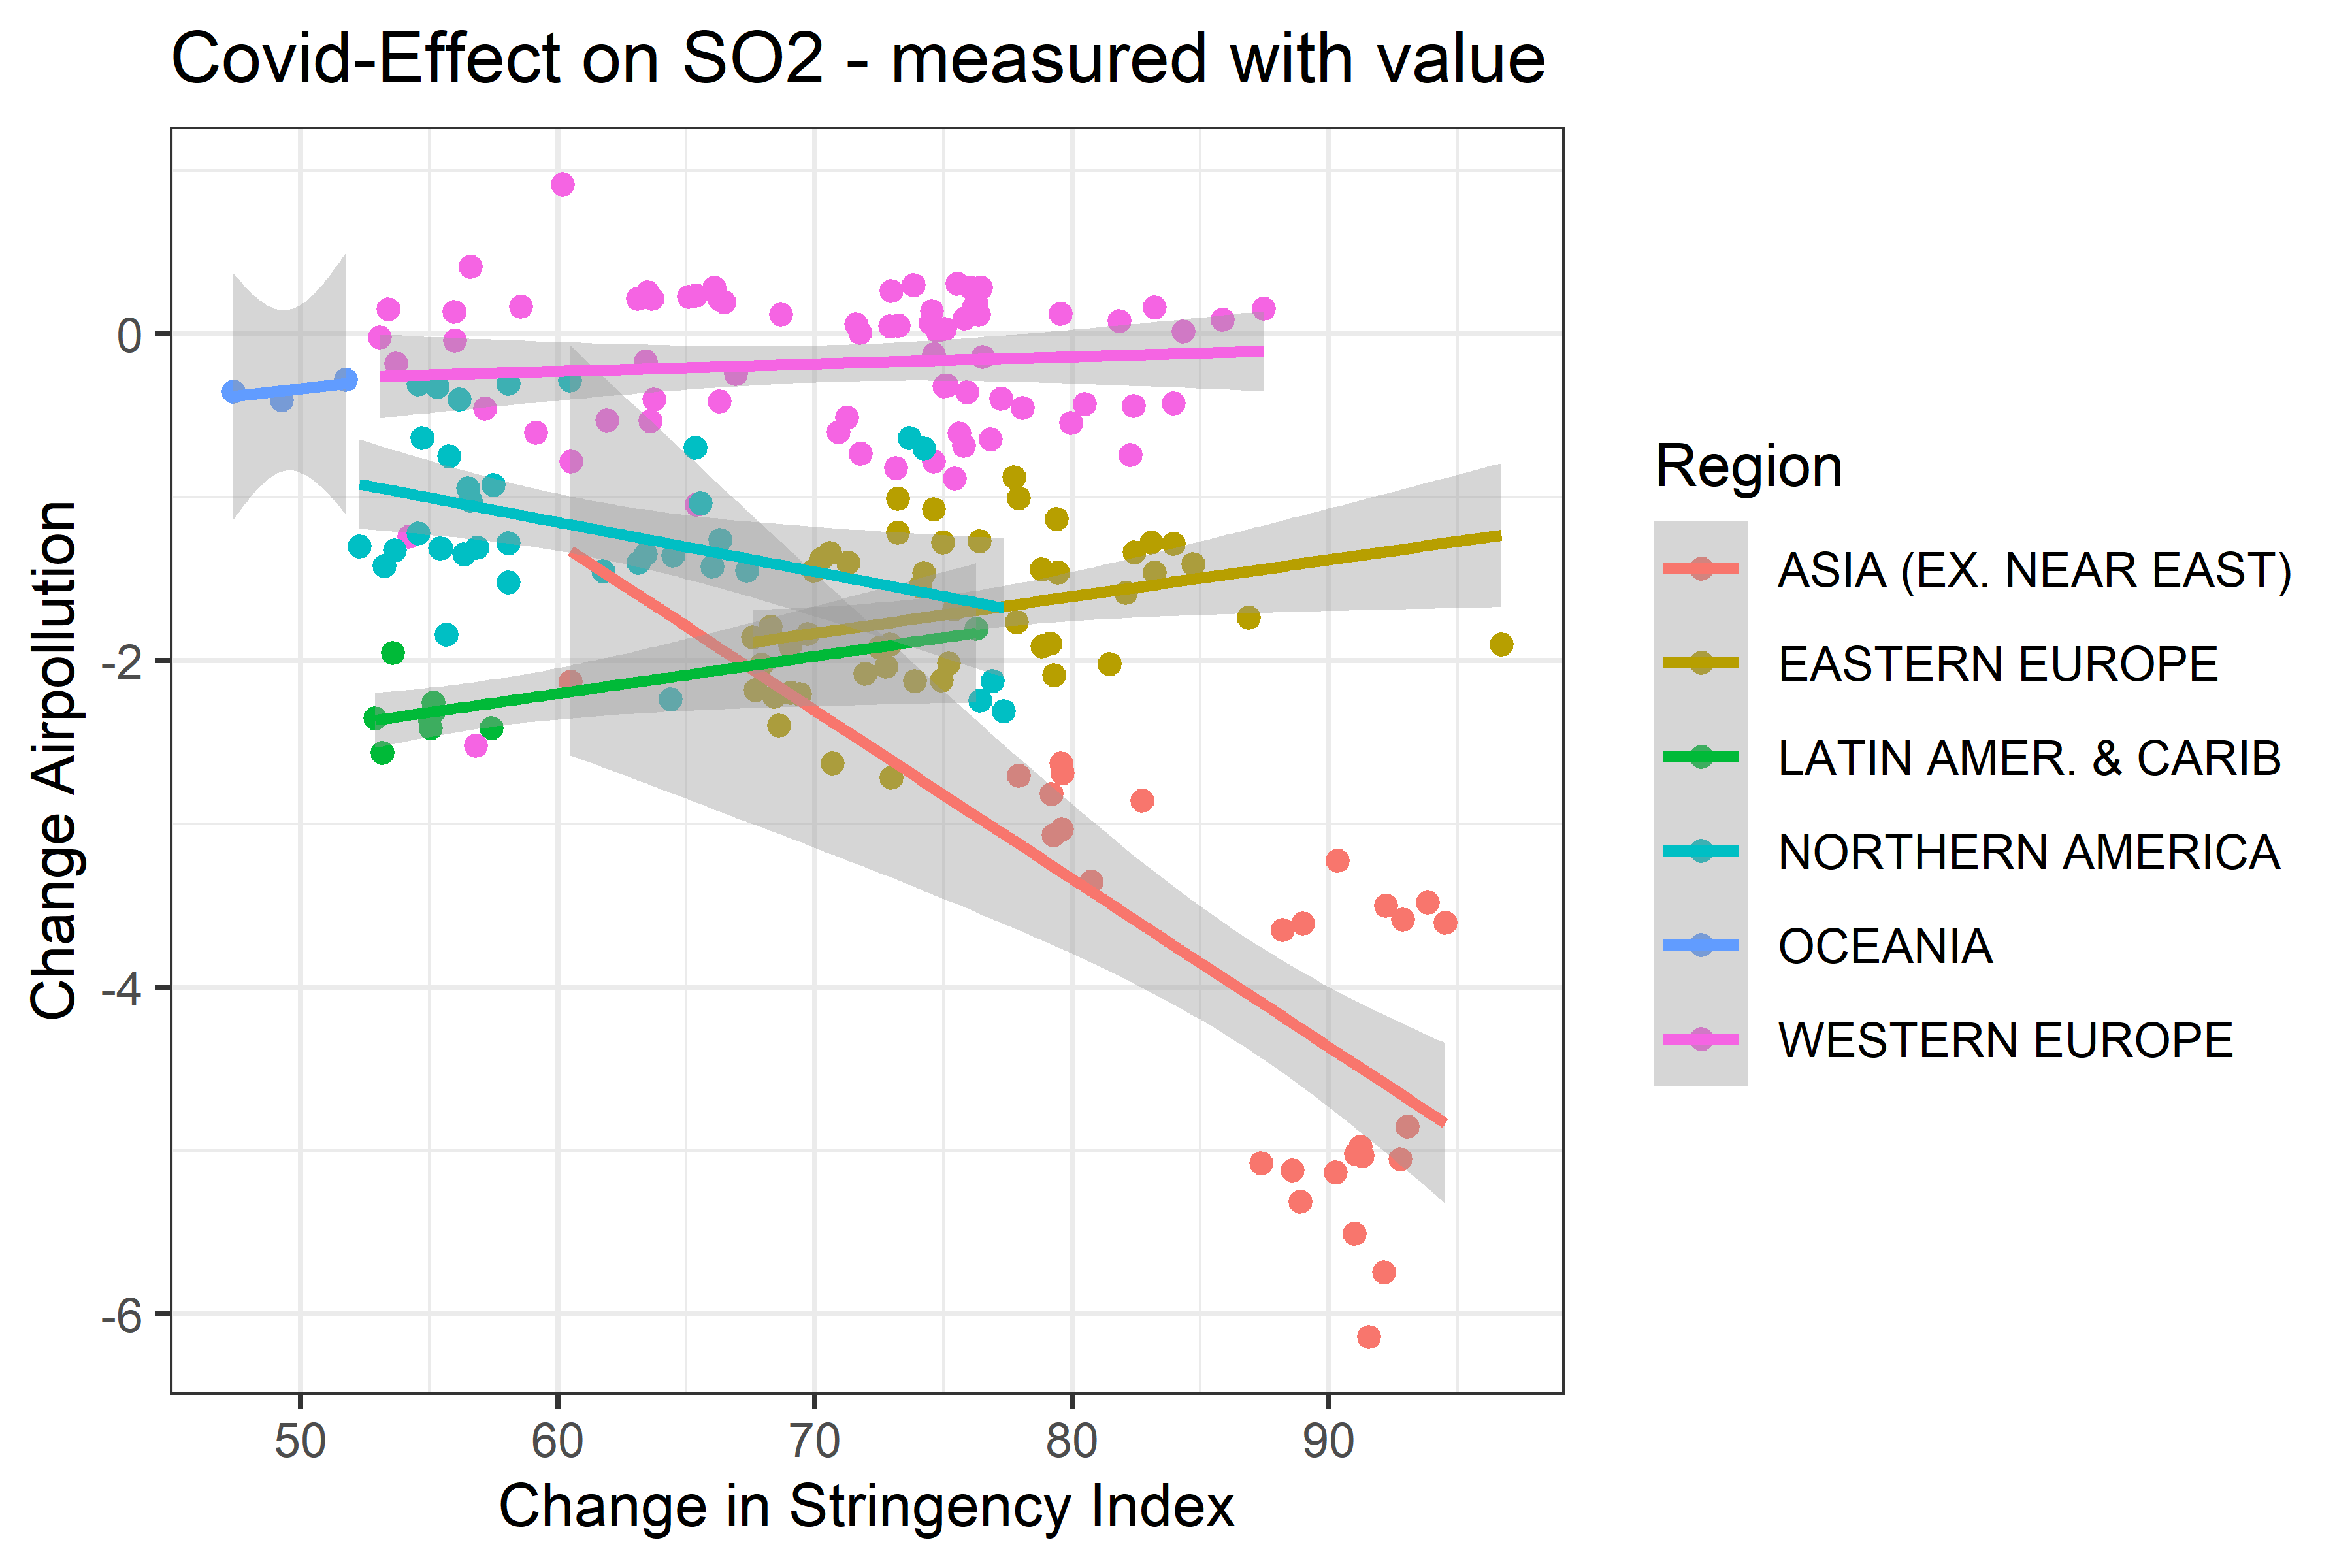 Covid-Effect on SO2 - measured with value
Change Airpollution
0
-2
-4
-6
50 60 70 80 90
Change in Stringency Index
Region
ASIA (EX. NEAR EAST)
EASTERN EUROPE
LATIN AMER. & CARIB
NORTHERN AMERICA
OCEANIA
WESTERN EUROPE